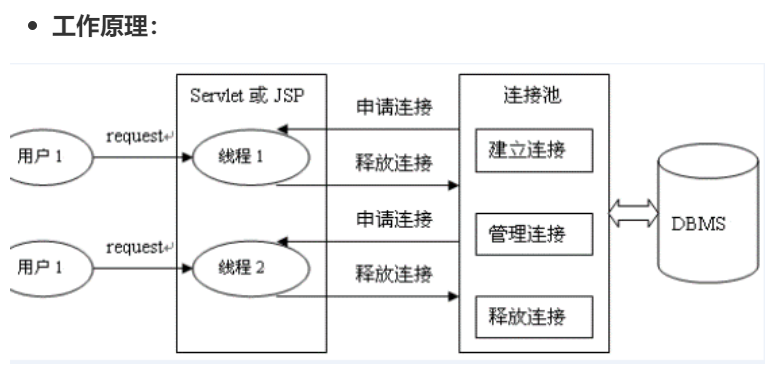 工作原理：
Servlet 或 JSP
连接池
用户 1
request
线程 1
申请连接
释放连接
建立连接
用户 1
request
线程 2
申请连接
释放连接
管理连接
释放连接
DBMS